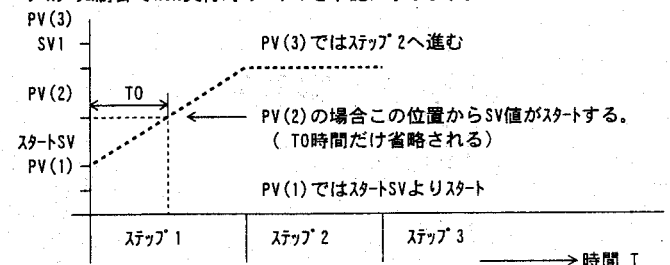 PV(3)
SV1
PV(3)ではｽﾃｯﾌﾟ2へ進む
PV(2)
T0
PV(2)の場合この位置からSV値がｽﾀｰﾄする。
( T0時間だけ省略される)
ｽﾀｰﾄSV
PV(1)
PV(1)ではｽﾀｰﾄSVよりｽﾀｰﾄ
ｽﾃｯﾌﾟ1
ｽﾃｯﾌﾟ2
ｽﾃｯﾌﾟ3
時間 T